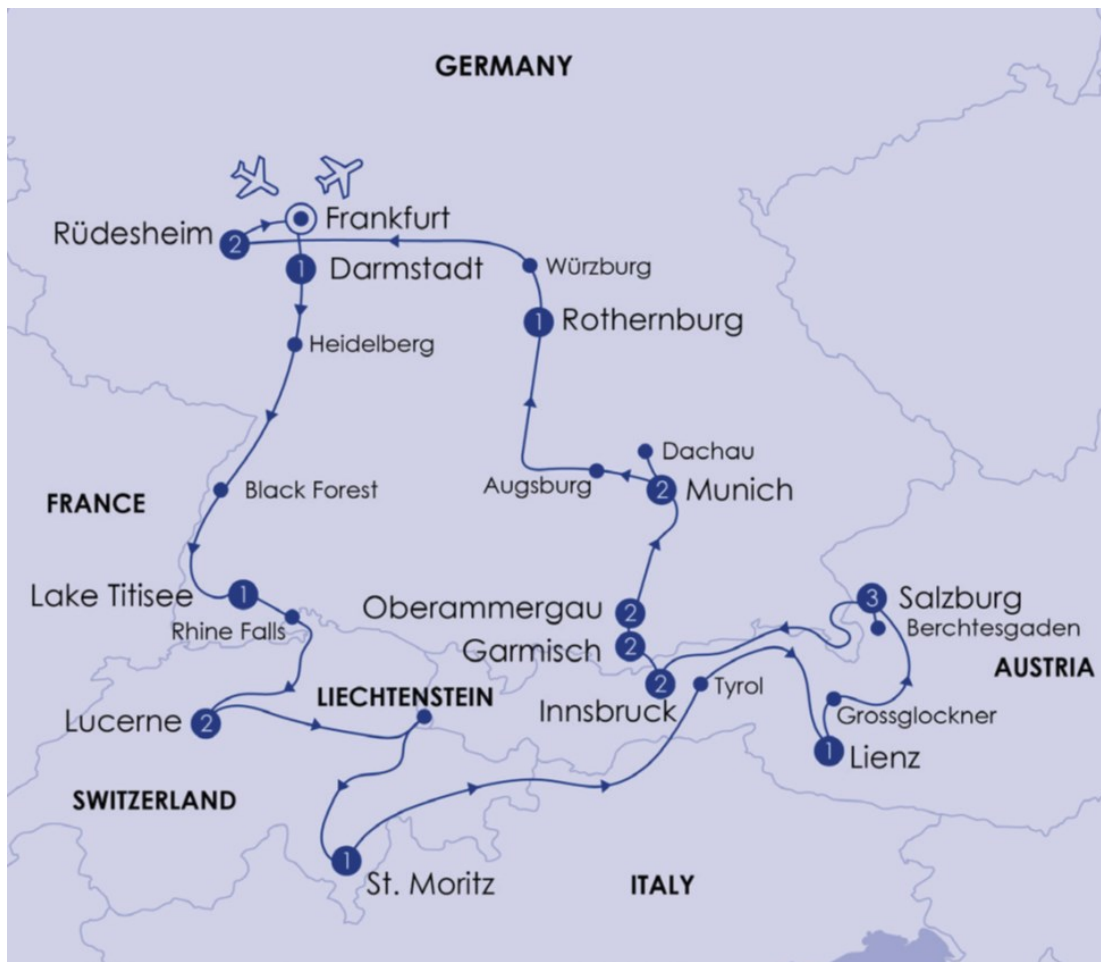 GERMANY
Frankfurt
Rüdesheim
2
1
Darmstadt
Würzburg
1
Rothernburg
Heidelberg
Dachau
Augsburg
2
Munich
Black Forest
FRANCE
Lake Titisee
1
Rhine Falls
Oberammergau
2
Garmisch
2
3
Salzburg
Berchtesgaden
AUSTRIA
LIECHTENSTEIN
Lucerne
2
2
Innsbruck
Tyrol
Grossglockner
1
Lienz
SWITZERLAND
1
St. Moritz
ITALY